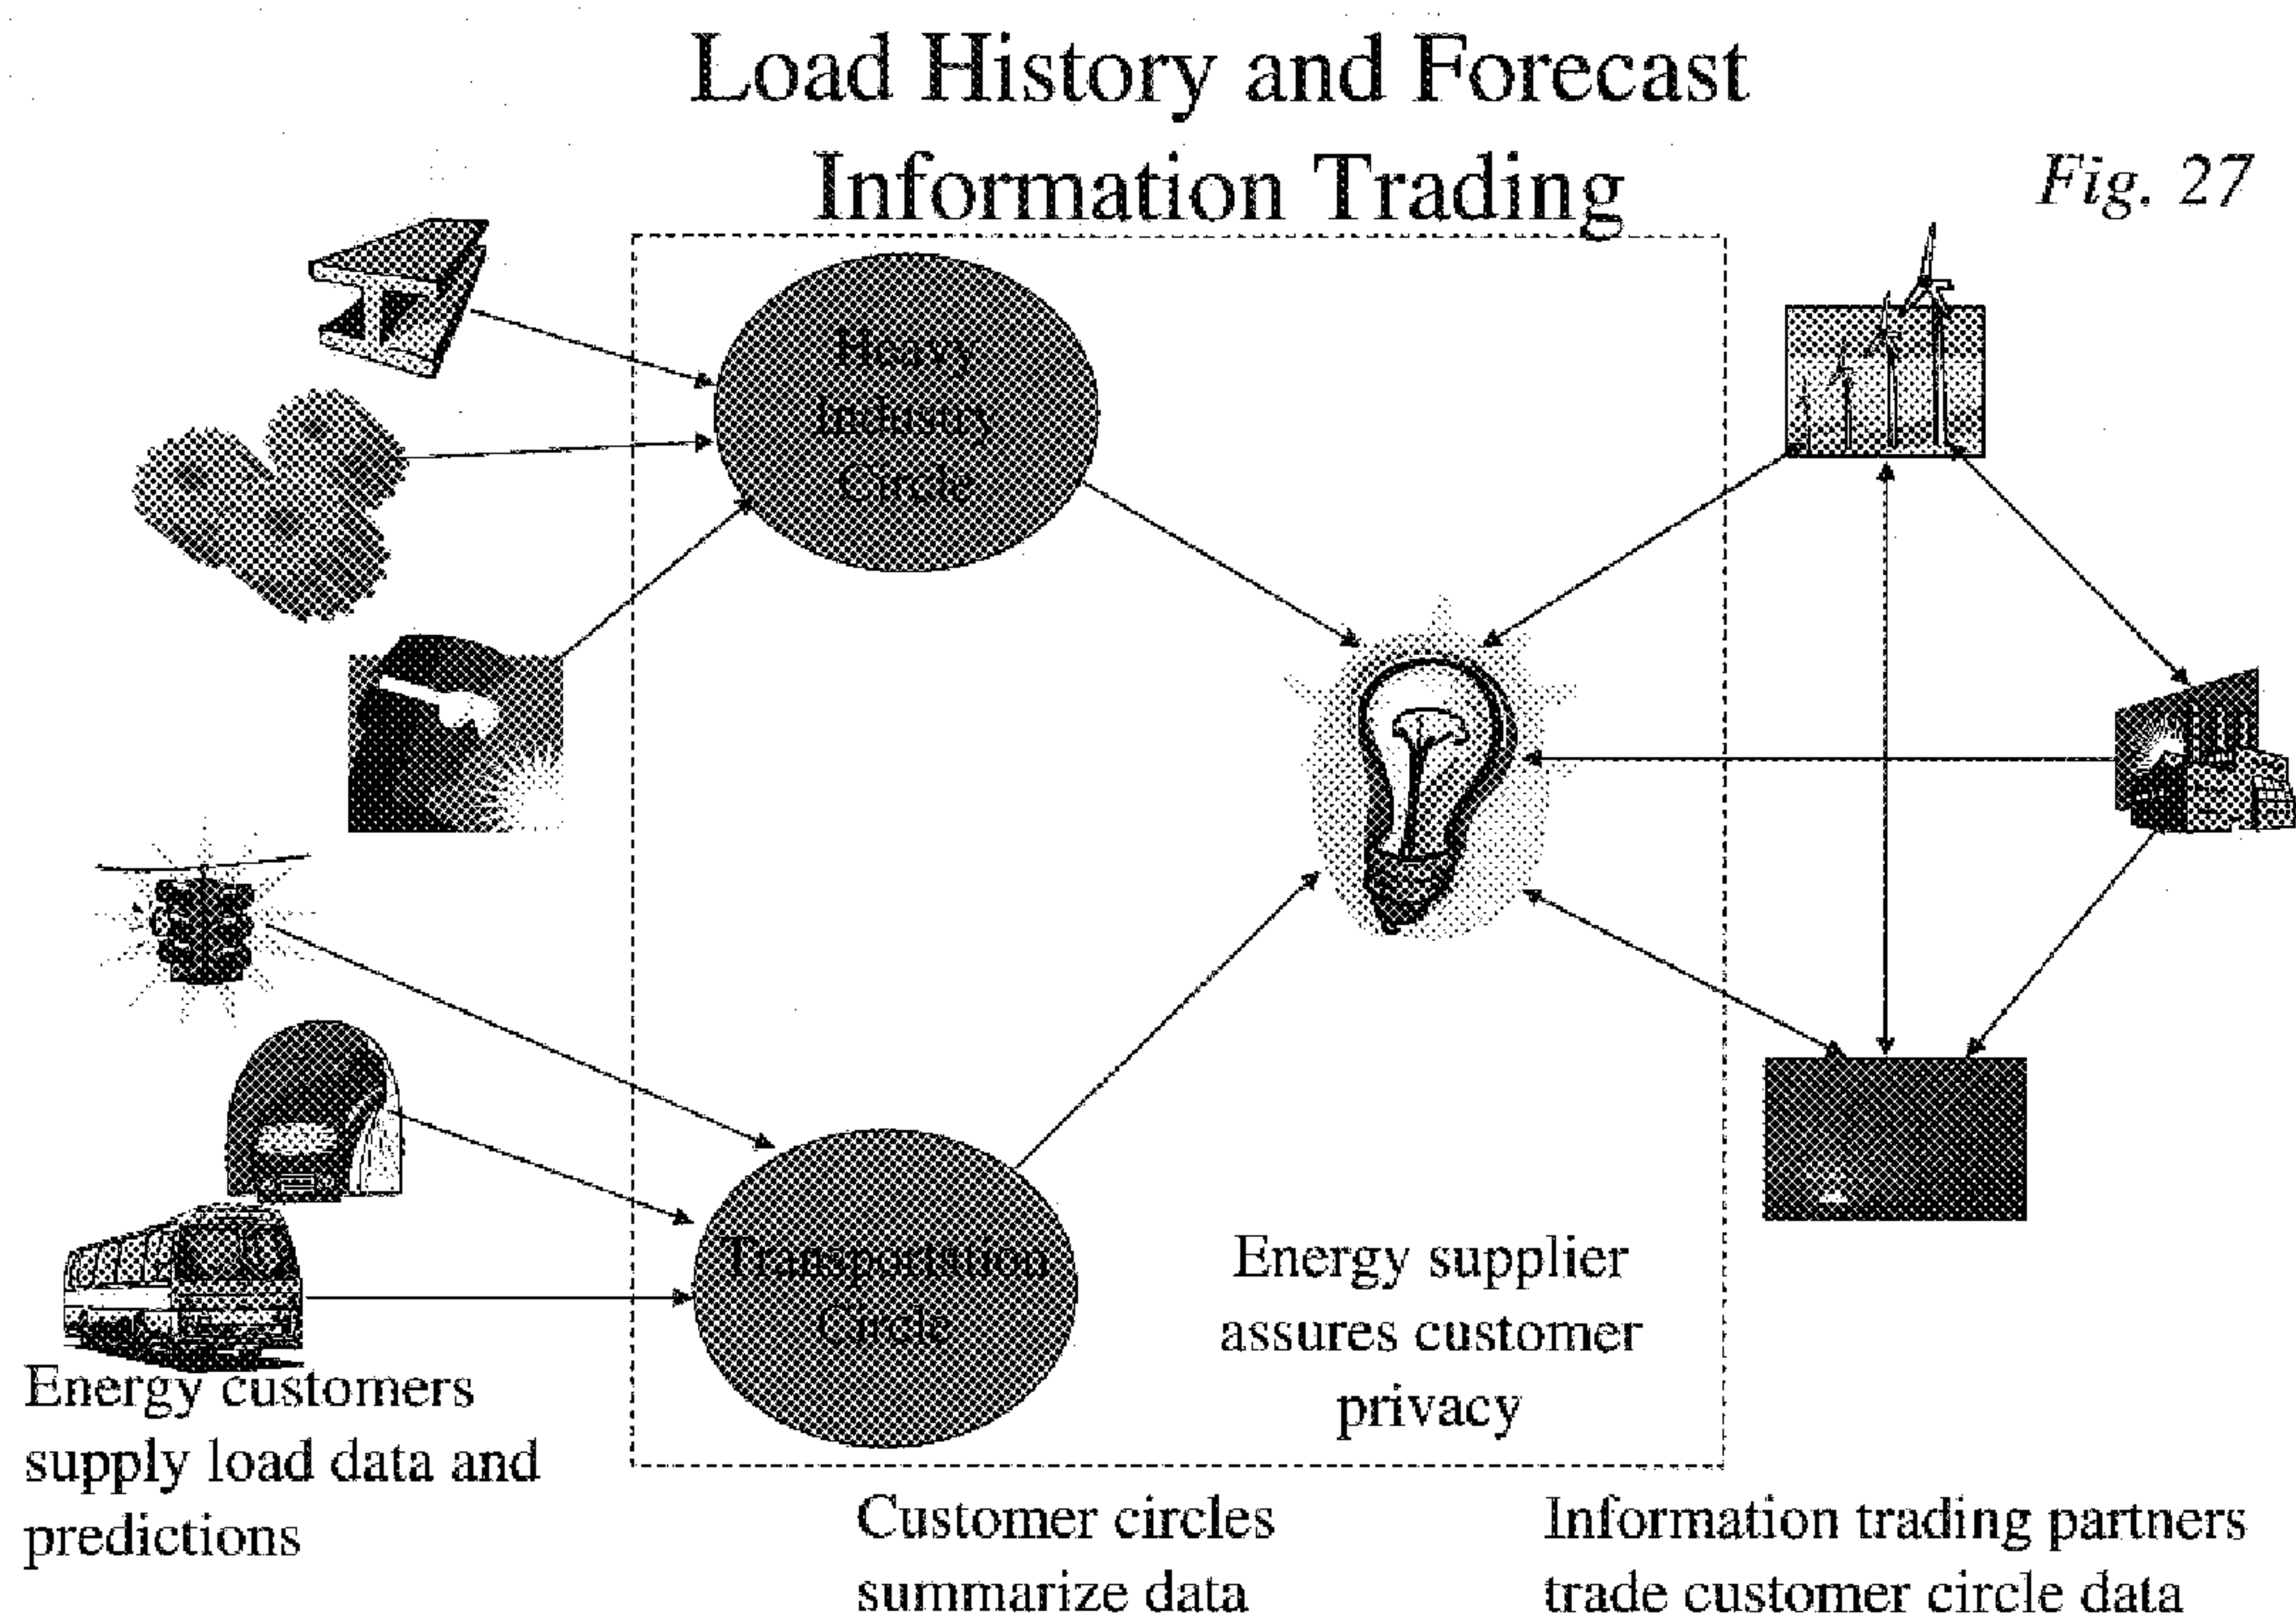 Load History and Forecast
Information Trading
Fig. 27
Heavy
Industry
Circle
Transportation
Circle
Energy supplier
assures customer
privacy
Energy customers
supply load data and
predictions
Customer circles
summarize data
Information trading partners
trade customer circle data